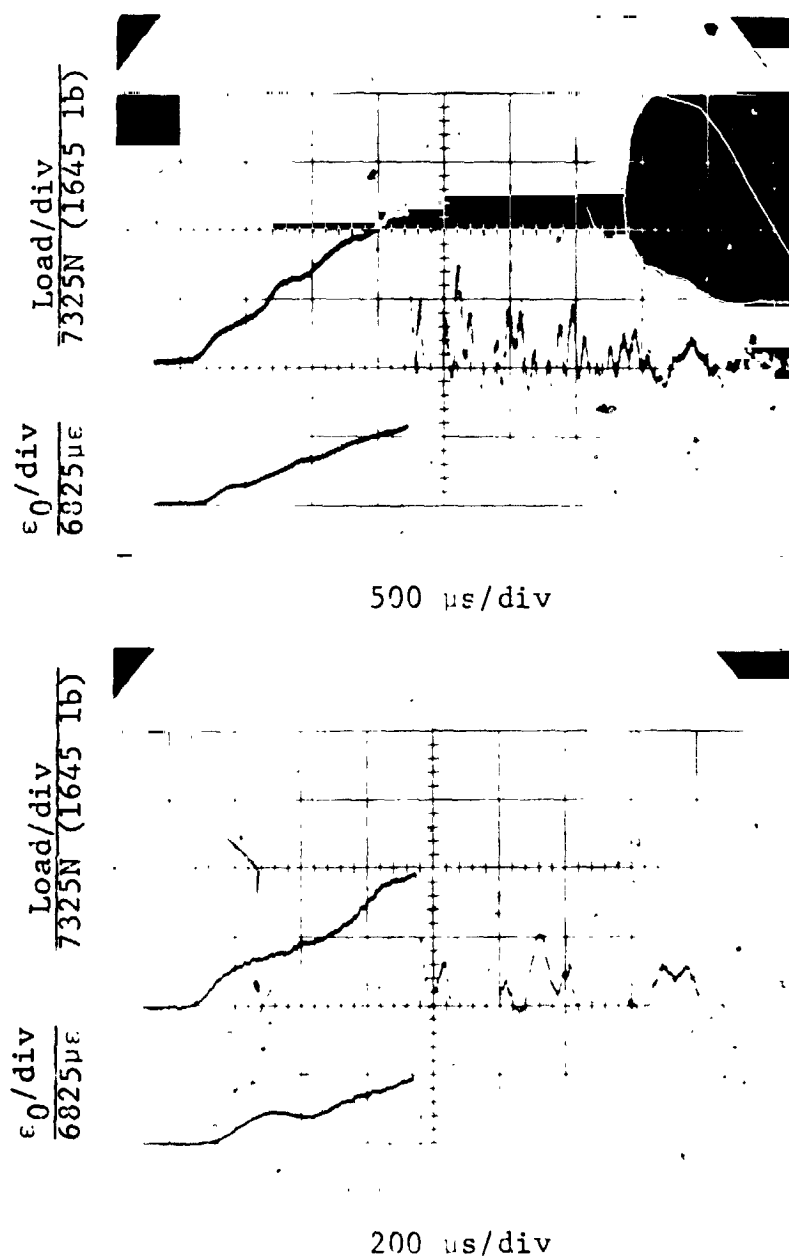 Load/div
7325N (1645 lb)
ε0/div
6825με
500 μs/div
Load/div
7325N (1645 lb)
ε0/div
6825με
200 μs/div